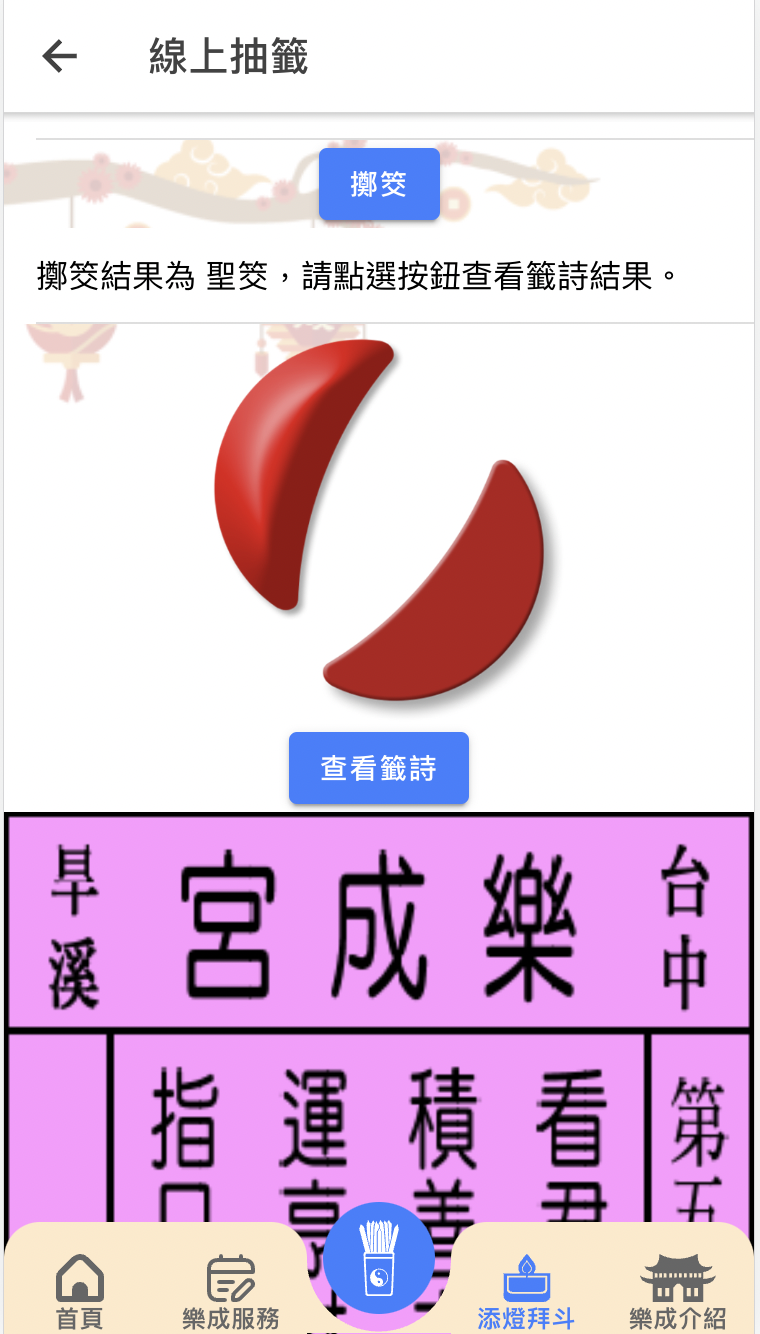 線上抽籤
擲筊
擲筊結果為 聖筊，請點選按鈕查看籤詩結果。
查看籤詩
台中
樂成宮
旱溪
第五
看君
積善
運亨
指日
首頁
樂成服務
添燈拜斗
樂成介紹